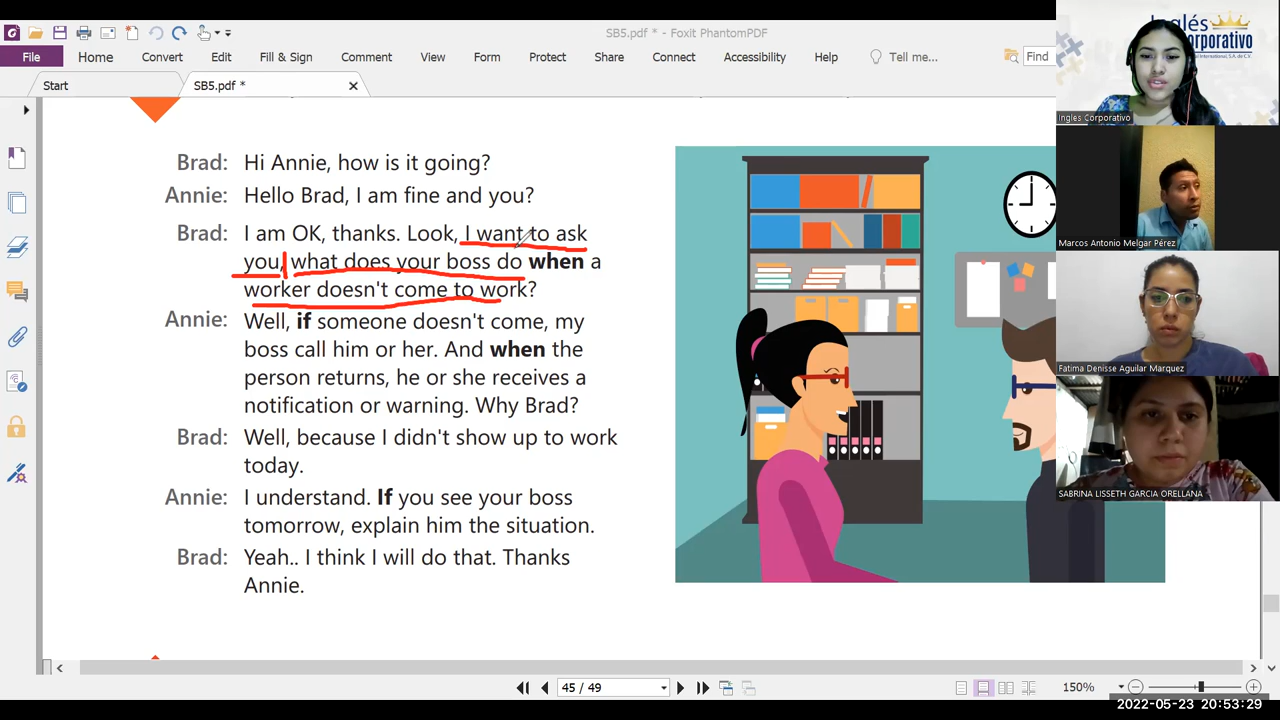 SB5.pdf * - Foxit PhantomPDF
File Home Edit Fill & Sign Comment View Form Protect Share Connect Accessibility Help Tell me... Find
Start SB5.pdf *
Brad: Hi Annie, how is it going?
Annie: Hello Brad, I am fine and you?
Brad: I am OK, thanks. Look, I want to ask
you, what does your boss do when a
worker doesn't come to work?
Annie: Well, if someone doesn't come, my
boss call him or her. And when the
person returns, he or she receives a
notification or warning. Why Brad?
Brad: Well, because I didn't show up to work
today.
Annie: I understand. If you see your boss
tomorrow, explain him the situation.
Brad: Yeah.. I think I will do that. Thanks
Annie.
45 / 49
150%
Inglés
Corporativo
International, S.A. de C.V.
Ingles Corporativo
Marcos Antonio Melgar Pérez
Fatima Denisse Aguilar Marquez
SABRINA LISSETH GARCIA ORELLANA
2022-05-23 20:53:29